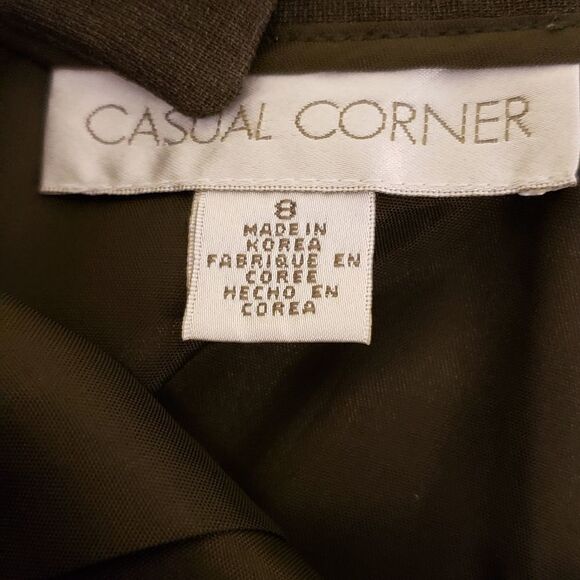 CASUAL CORNER
8
MADE IN
KOREA
FABRIQUE EN
COREE
HECHO EN
COREA